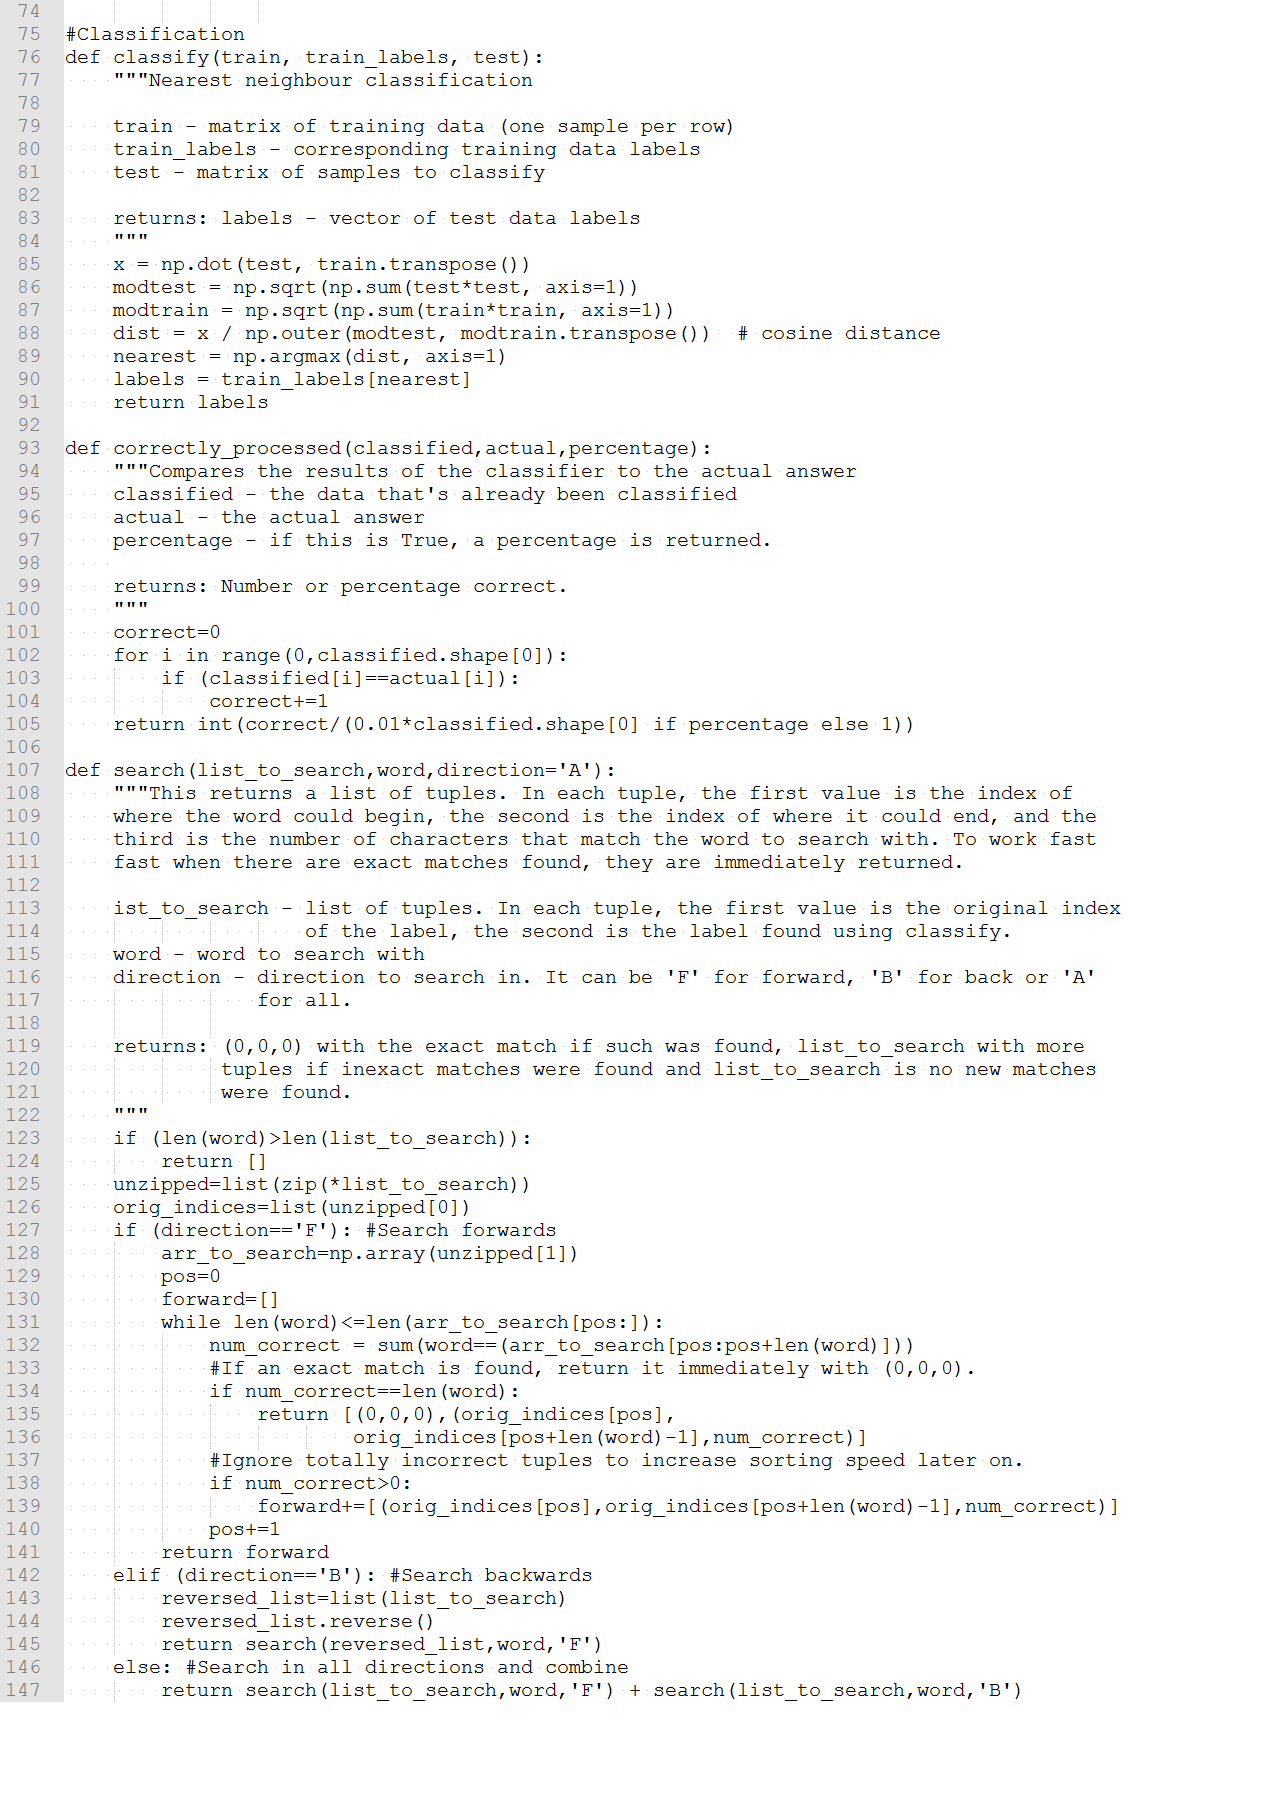 74
75 #Classification
76 def classify(train, train_labels, test):
77     """Nearest neighbour classification
78
79     train - matrix of training data (one sample per row)
80     train_labels - corresponding training data labels
81     test - matrix of samples to classify
82
83     returns: labels - vector of test data labels
84     """
85     x = np.dot(test, train.transpose())
86     modtest = np.sqrt(np.sum(test*test, axis=1))
87     modtrain = np.sqrt(np.sum(train*train, axis=1))
88     dist = x / np.outer(modtest, modtrain.transpose())  # cosine distance
89     nearest = np.argmax(dist, axis=1)
90     labels = train_labels[nearest]
91     return labels
92
93 def correctly_processed(classified,actual,percentage):
94     """Compares the results of the classifier to the actual answer
95     classified - the data that's already been classified
96     actual - the actual answer
97     percentage - if this is True, a percentage is returned.
98
99     returns: Number or percentage correct.
100     """
101     correct=0
102     for i in range(0,classified.shape[0]):
103         if (classified[i]==actual[i]):
104             correct+=1
105     return int(correct/(0.01*classified.shape[0] if percentage else 1))
106
107 def search(list_to_search,word,direction='A'):
108     """This returns a list of tuples. In each tuple, the first value is the index of
109     where the word could begin, the second is the index of where it could end, and the
110     third is the number of characters that match the word to search with. To work fast
111     fast when there are exact matches found, they are immediately returned.
112
113     ist_to_search - list of tuples. In each tuple, the first value is the original index
114                     of the label, the second is the label found using classify.
115     word - word to search with
116     direction - direction to search in. It can be 'F' for forward, 'B' for back or 'A'
117                 for all.
118
119     returns: (0,0,0) with the exact match if such was found, list_to_search with more
120              tuples if inexact matches were found and list_to_search is no new matches
121              were found.
122     """
123     if (len(word)>len(list_to_search)):
124         return []
125     unzipped=list(zip(*list_to_search))
126     orig_indices=list(unzipped[0])
127     if (direction=='F'): #Search forwards
128         arr_to_search=np.array(unzipped[1])
129         pos=0
130         forward=[]
131         while len(word)<=len(arr_to_search[pos:]):
132             num_correct = sum(word==(arr_to_search[pos:pos+len(word)]))
133             #If an exact match is found, return it immediately with (0,0,0).
134             if num_correct==len(word):
135                 return [(0,0,0),(orig_indices[pos],
136                         orig_indices[pos+len(word)-1],num_correct)]
137             #Ignore totally incorrect tuples to increase sorting speed later on.
138             if num_correct>0:
139                 forward+=[(orig_indices[pos],orig_indices[pos+len(word)-1],num_correct)]
140             pos+=1
141         return forward
142     elif (direction=='B'): #Search backwards
143         reversed_list=list(list_to_search)
144         reversed_list.reverse()
145         return search(reversed_list,word,'F')
146     else: #Search in all directions and combine
147         return search(list_to_search,word,'F') + search(list_to_search,word,'B')